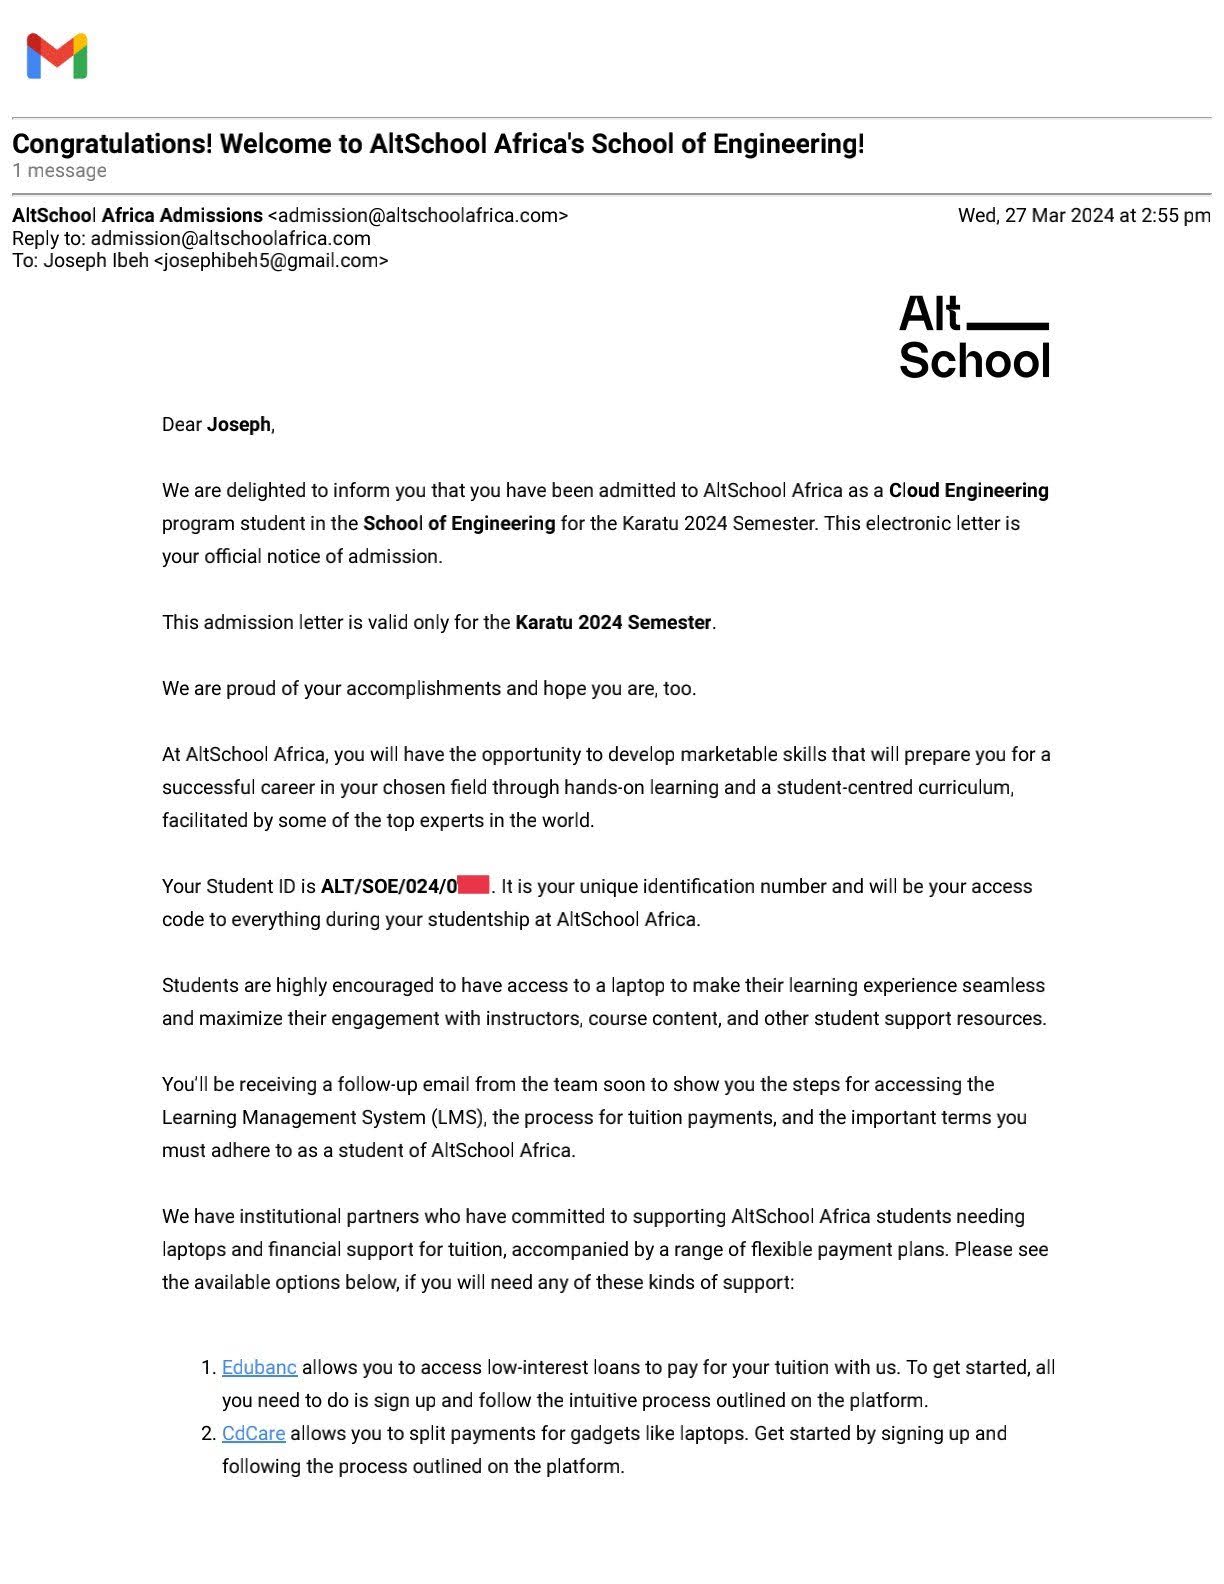 Congratulations! Welcome to AltSchool Africa's School of Engineering!
1 message
AltSchool Africa Admissions <admission@altschoolafrica.com> Wed, 27 Mar 2024 at 2:55 pm
Reply to: admission@altschoolafrica.com
To: Joseph Ibeh <josephibeh5@gmail.com>
Alt
School
Dear Joseph,
We are delighted to inform you that you have been admitted to AltSchool Africa as a Cloud Engineering
program student in the School of Engineering for the Karatu 2024 Semester. This electronic letter is
your official notice of admission.
This admission letter is valid only for the Karatu 2024 Semester.
We are proud of your accomplishments and hope you are, too.
At AltSchool Africa, you will have the opportunity to develop marketable skills that will prepare you for a
successful career in your chosen field through hands-on learning and a student-centred curriculum,
facilitated by some of the top experts in the world.
Your Student ID is ALT/SOE/024/0. It is your unique identification number and will be your access
code to everything during your studentship at AltSchool Africa.
Students are highly encouraged to have access to a laptop to make their learning experience seamless
and maximize their engagement with instructors, course content, and other student support resources.
You'll be receiving a follow-up email from the team soon to show you the steps for accessing the
Learning Management System (LMS), the process for tuition payments, and the important terms you
must adhere to as a student of AltSchool Africa.
We have institutional partners who have committed to supporting AltSchool Africa students needing
laptops and financial support for tuition, accompanied by a range of flexible payment plans. Please see
the available options below, if you will need any of these kinds of support:
1. Edubanc allows you to access low-interest loans to pay for your tuition with us. To get started, all
you need to do is sign up and follow the intuitive process outlined on the platform.
2. CdCare allows you to split payments for gadgets like laptops. Get started by signing up and
following the process outlined on the platform.